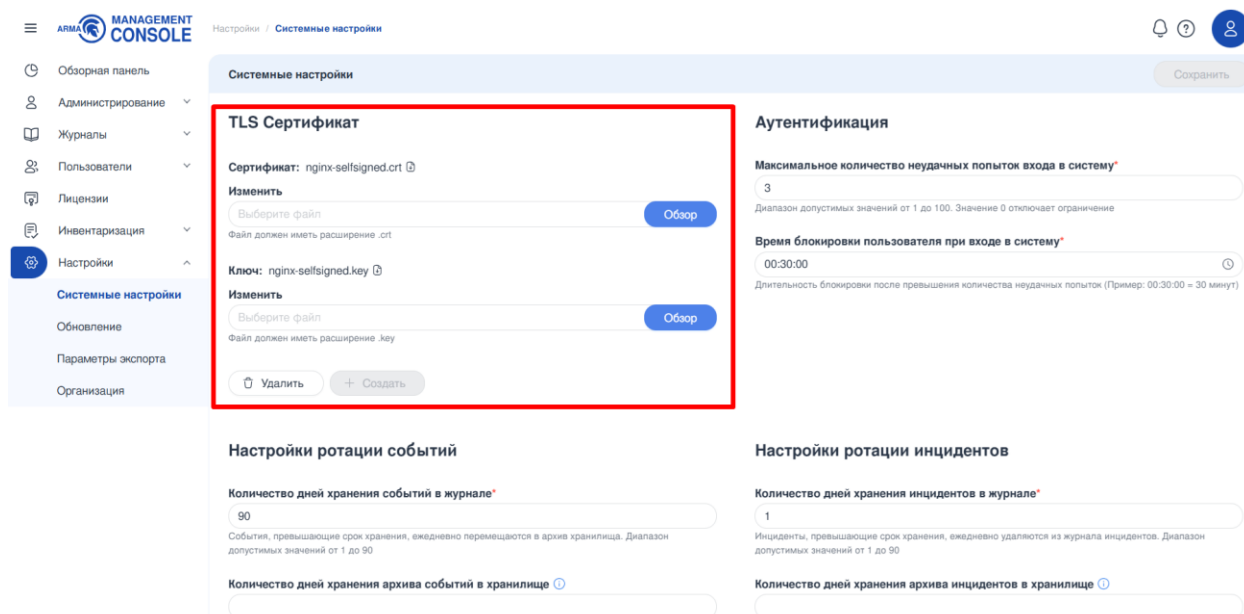 ARMA
MANAGEMENT
CONSOLE
Настройки / Системные настройки
Обзорная панель
Администрирование
Журналы
Пользователи
Лицензии
Инвентаризация
Настройки
Системные настройки
Обновление
Параметры экспорта
Организация
Системные настройки
Сохранить
TLS Сертификат
Сертификат: nginx-selfsigned.crt
Изменить
Выберите файл
Обзор
Файл должен иметь расширение .crt
Ключ: nginx-selfsigned.key
Изменить
Выберите файл
Обзор
Файл должен иметь расширение .key
Удалить
+ Создать
Аутентификация
Максимальное количество неудачных попыток входа в систему*
3
Диапазон допустимых значений от 1 до 100. Значение 0 отключает ограничение
Время блокировки пользователя при входе в систему*
00:30:00
Длительность блокировки после превышения количества неудачных попыток (Пример: 00:30:00 = 30 минут)
Настройки ротации событий
Количество дней хранения событий в журнале*
90
События, превышающие срок хранения, ежедневно перемещаются в архив хранилища. Диапазон
допустимых значений от 1 до 90
Количество дней хранения архива событий в хранилище
Настройки ротации инцидентов
Количество дней хранения инцидентов в журнале*
1
Инциденты, превышающие срок хранения, ежедневно удаляются из журнала инцидентов. Диапазон
допустимых значений от 1 до 90
Количество дней хранения архива инцидентов в хранилище